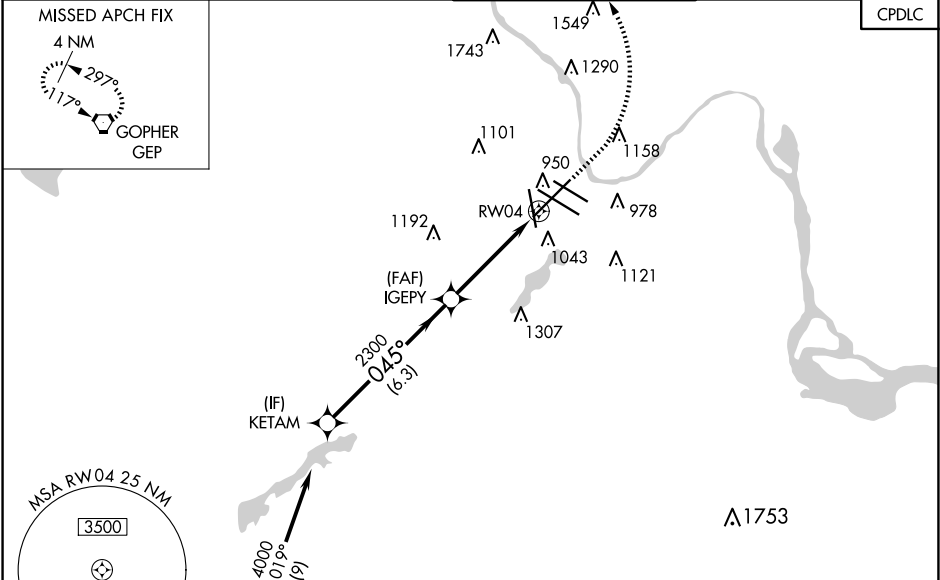 MISSED APCH FIX
4 NM
297°
117°
GOPHER
GEP
CPDLC
1549
1743
1290
1101
1158
950
RW04
978
1192
1043
1121
(FAF)
IGEPY
1307
2300
045°
(6.3)
(IF)
KETAM
MSA RW04 25 NM
3500
1753
4000
019°
(9)